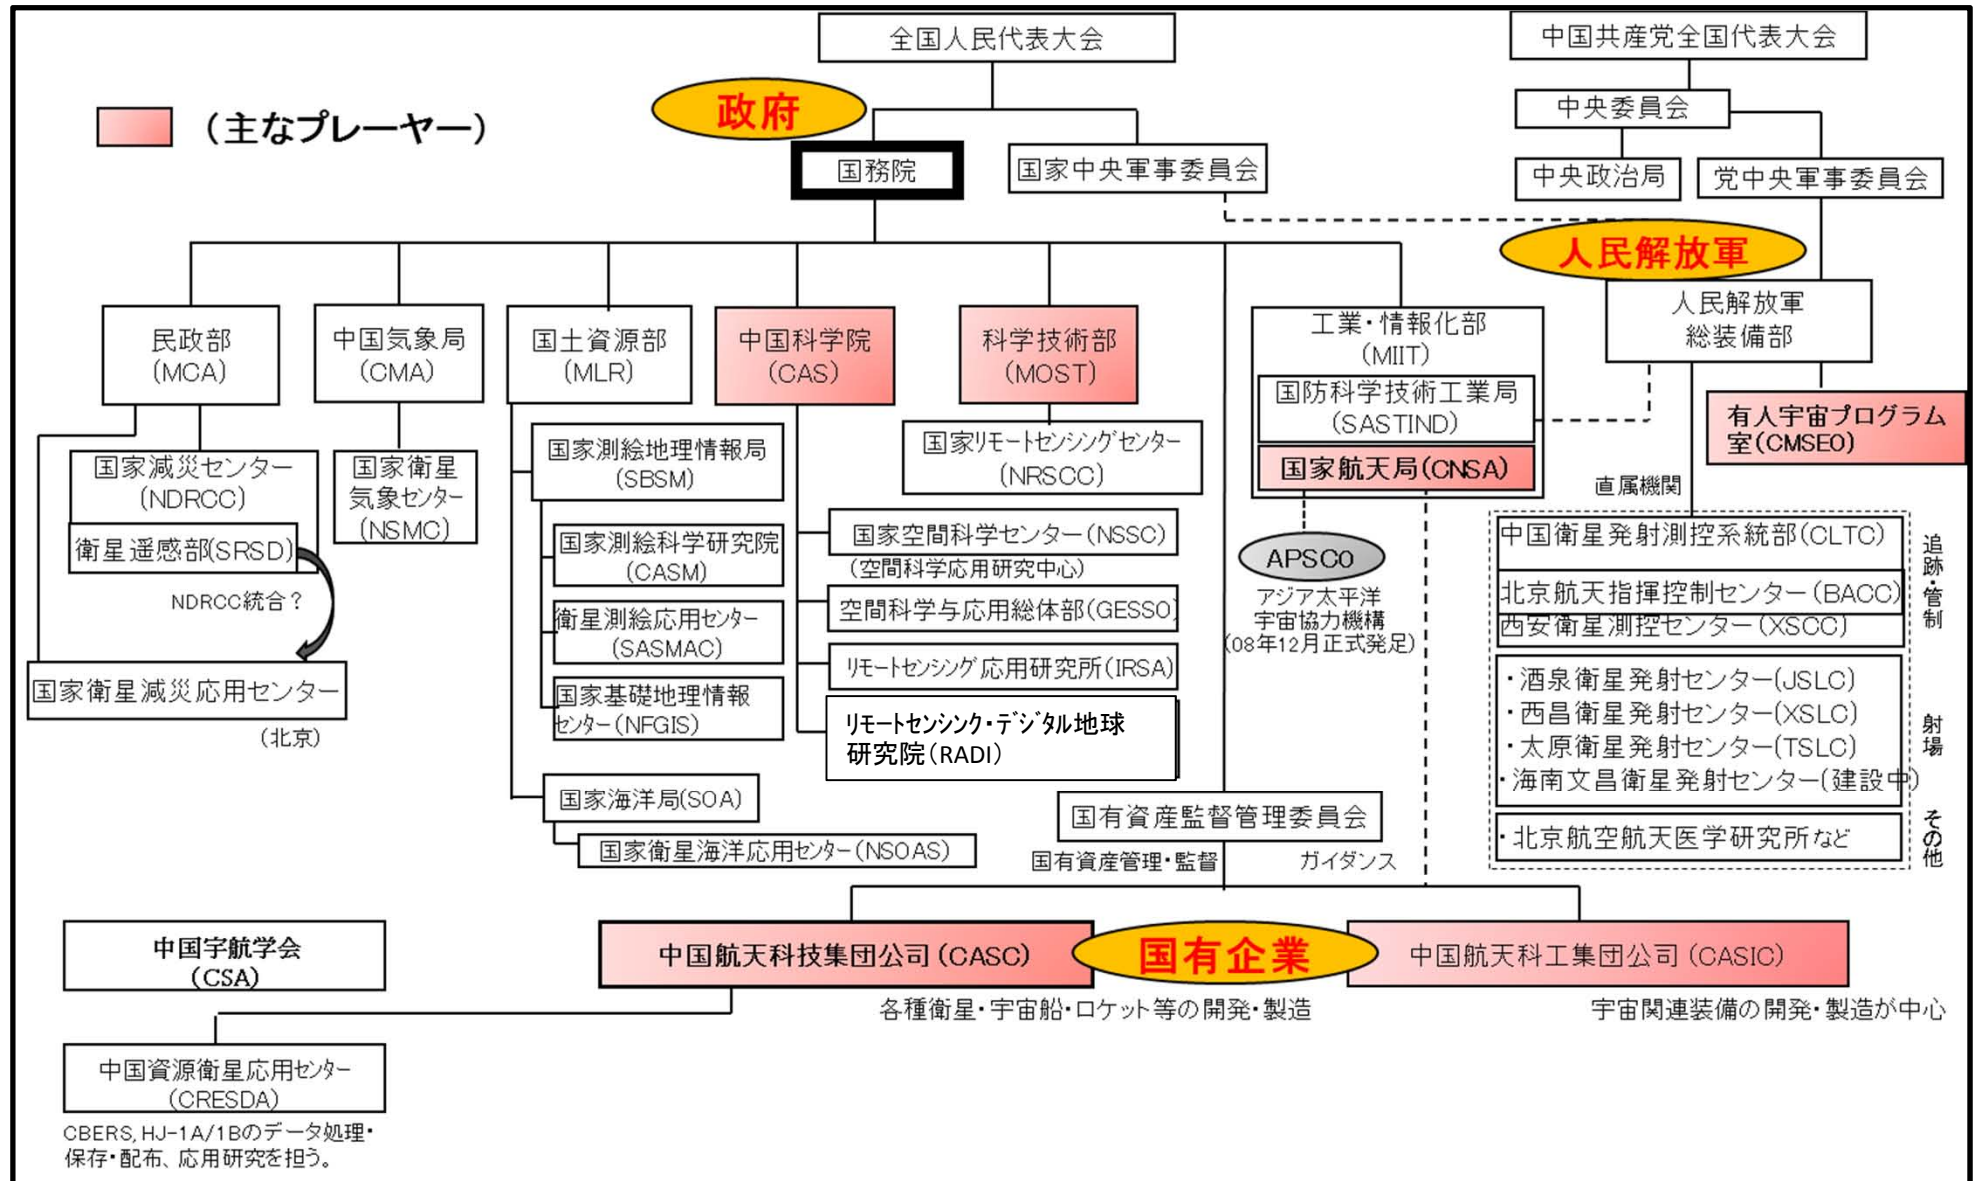 全国人民代表大会
中国共産党全国代表大会
政府
(主なプレーヤー)
中央委員会
国務院
国家中央軍事委員会
中央政治局
党中央軍事委員会
人民解放軍
民政部
(MCA)
中国気象局
(CMA)
国土資源部
(MLR)
中国科学院
(CAS)
科学技術部
(MOST)
工業・情報化部
(MIIT)
国防科学技術工業局
(SASTIND)
国家航天局(CNSA)
人民解放軍
総装備部
有人宇宙プログラム
室(CMSEO)
直属機関
国家減災センター
(NDRCC)
衛星遥感部(SRSD)
NDRCC統合?
国家衛星減災応用センター
(北京)
国家衛星
気象センター
(NSMC)
国家測絵地理情報局
(SBSM)
国家測絵科学研究院
(CASM)
衛星測絵応用センター
(SASMAC)
国家基礎地理情報
センター(NFGIS)
国家海洋局(SOA)
国家衛星海洋応用センター(NSOAS)
国家リモートセンシングセンター
(NRSCC)
国家空間科学センター(NSSC)
(空間科学応用研究中心)
空間科学与応用総体部(GESSO)
リモートセンシング応用研究所(IRSA)
リモートセンシンク・デジタル地球
研究院(RADI)
APSCO
アジア太平洋
宇宙協力機構
(08年12月正式発足)
中国衛星発射測控系統部(CLTC)
北京航天指揮控制センター(BACC)
西安衛星測控センター(XSCC)
追跡・管制
・酒泉衛星発射センター(JSLC)
・西昌衛星発射センター(XSLC)
・太原衛星発射センター(TSLC)
・海南文昌衛星発射センター(建設中)
射場
・北京航空航天医学研究所など
その他
国有資産監督管理委員会
国有資産管理・監督
ガイダンス
中国宇航学会
(CSA)
中国航天科技集団公司(CASC)
国有企業
中国航天科工集団公司(CASIC)
各種衛星・宇宙船・ロケット等の開発・製造
宇宙関連装備の開発・製造が中心
中国資源衛星応用センター
(CRESDA)
CBERS, HJ-1A/1Bのデータ処理・
保存・配布、応用研究を担う。